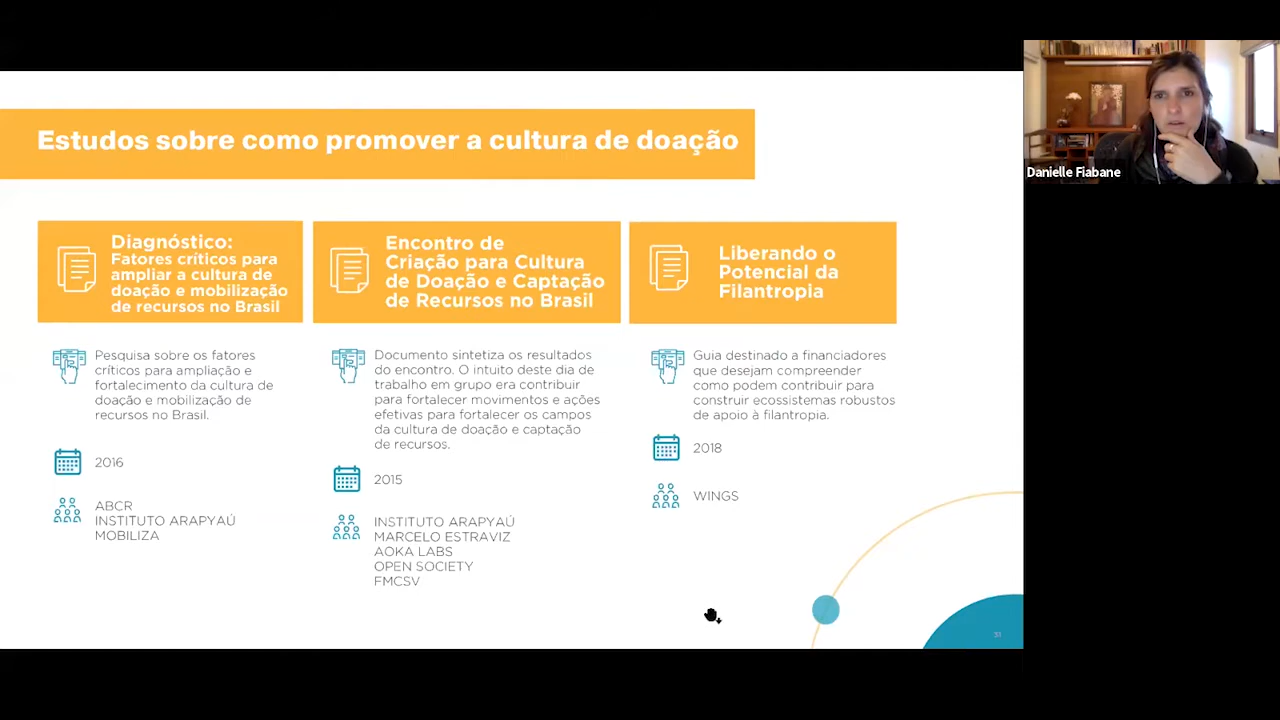 Estudos sobre como promover a cultura de doação
Diagnóstico:
Fatores críticos para
ampliar a cultura de
doação e mobilização
de recursos no Brasil
Pesquisa sobre os fatores
críticos para ampliação e
fortalecimento da cultura de
doação e mobilização de
recursos no Brasil.
2016
ABCR
INSTITUTO ARAPYAÚ
MOBILIZA
Encontro de
Criação para Cultura
de Doação e Captação
de Recursos no Brasil
Documento sintetiza os resultados
do encontro. O intuito deste dia de
trabalho em grupo era contribuir
para fortalecer movimentos e ações
efetivas para fortalecer os campos
da cultura de doação e captação
de recursos.
2015
INSTITUTO ARAPYAÚ
MARCELO ESTRAVIZ
AOKA LABS
OPEN SOCIETY
FMCSV
Liberando o
Potencial da
Filantropia
Guia destinado a financiadores
que desejam compreender
como podem contribuir para
construir ecossistemas robustos
de apoio à filantropia.
2018
WINGS
31
Danielle Fiabane